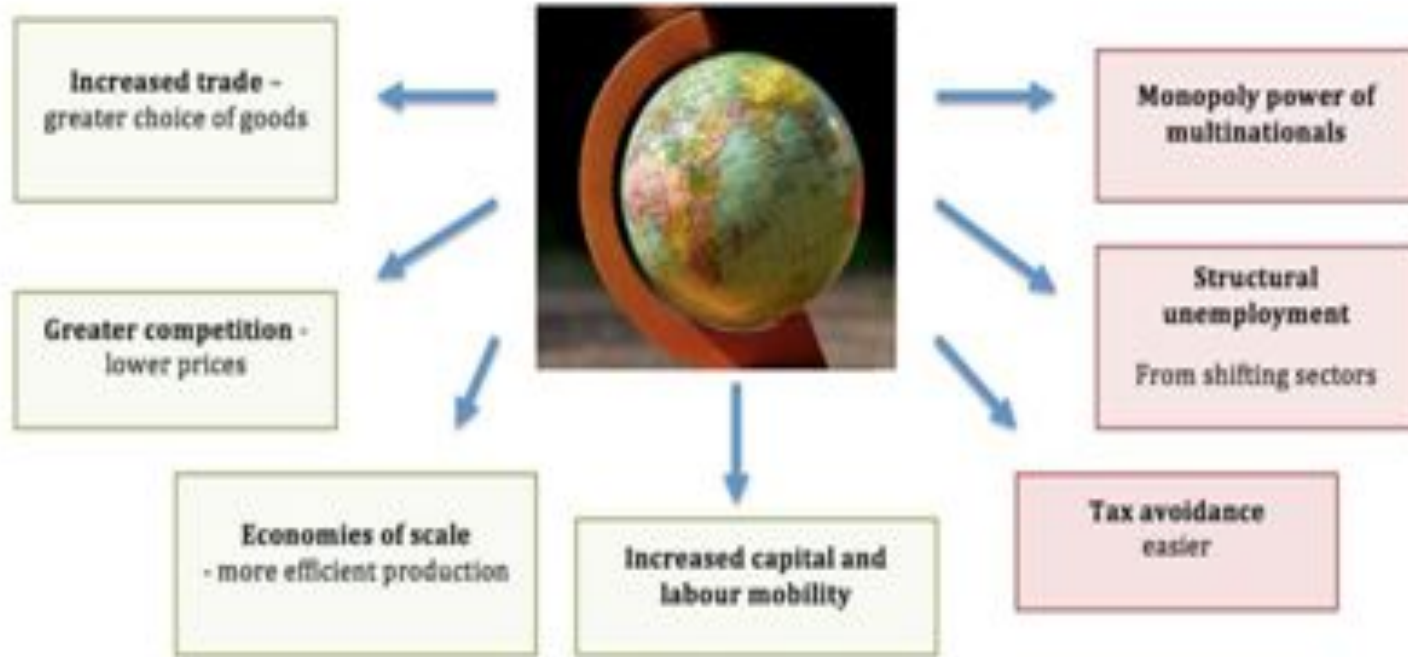 Increased trade –
greater choice of goods
Greater competition -
lower prices
Economies of scale
- more efficient production
Increased capital and
labour mobility
Monopoly power of
multinationals
Structural
unemployment
From shifting sectors
Tax avoidance
easier